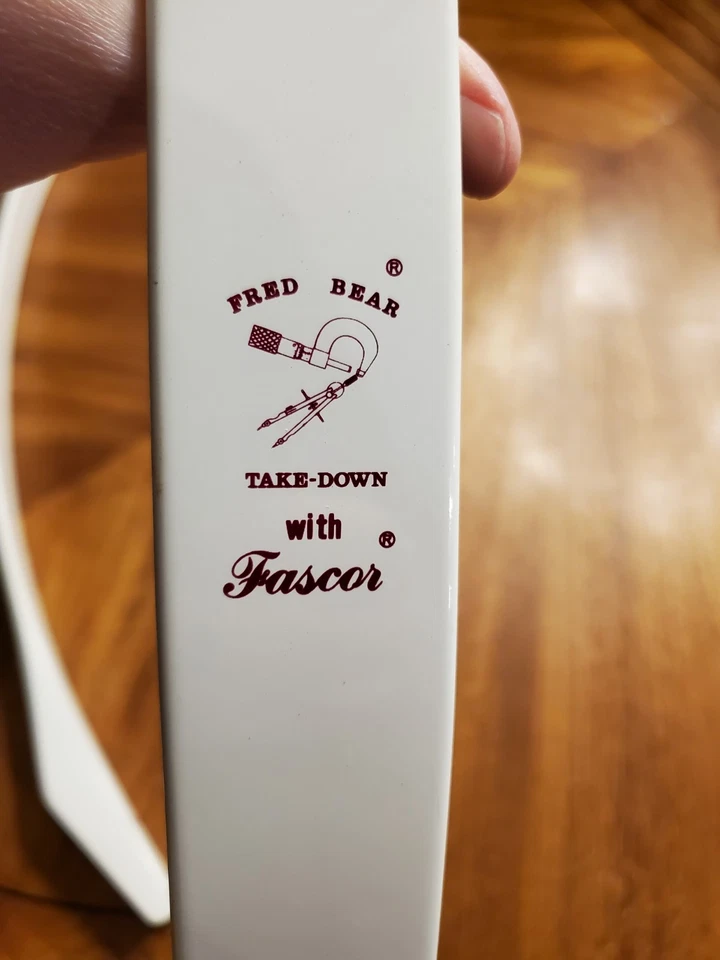 ®
FRED BEAR
TAKE-DOWN
with
Fascor®